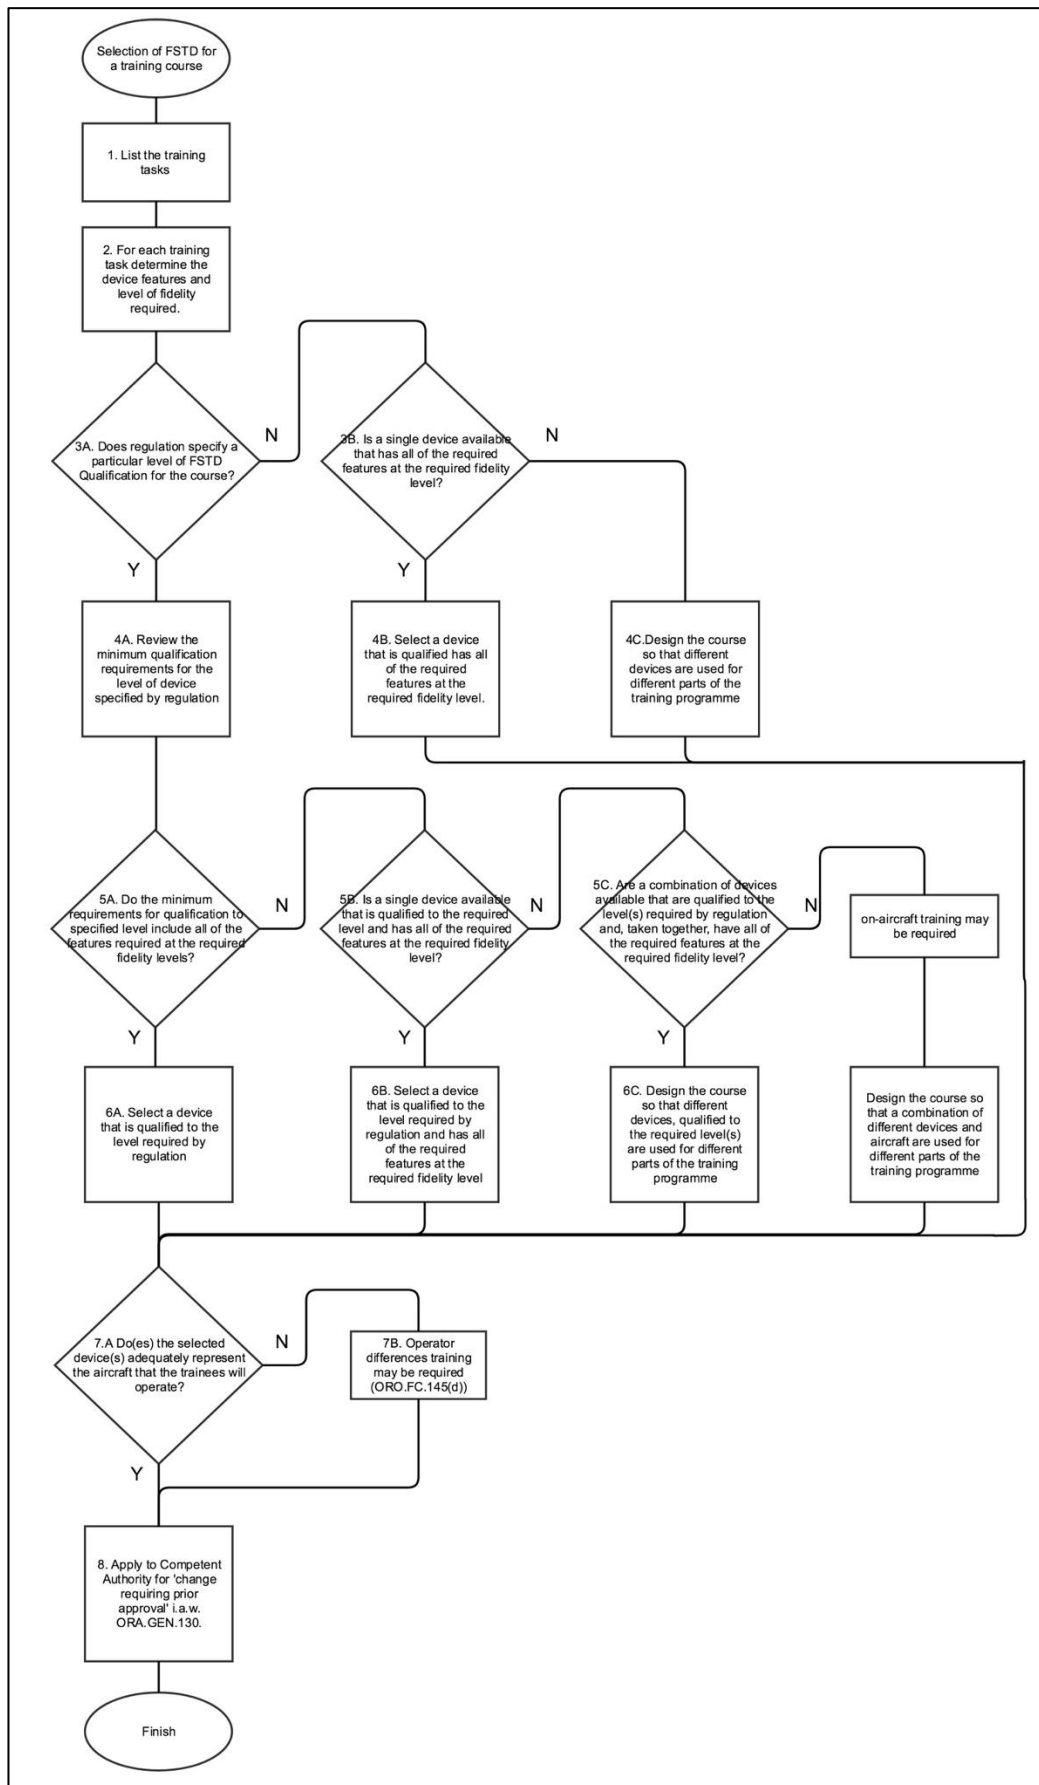 Selection of FSTD for
a training course
1. List the training
tasks
2. For each training
task determine the
device features and
level of fidelity
required.
3A. Does regulation specify a
particular level of FSTD
Qualification for the course?
N
3B. Is a single device available
that has all of the required
features at the required fidelity
level?
N
Y
Y
4A. Review the
minimum qualification
requirements for the
level of device
specified by regulation
4B. Select a device
that is qualified has all
of the required
features at the
required fidelity level.
4C.Design the course
so that different
devices are used for
different parts of the
training programme
5A. Do the minimum
requirements for qualification to
specified level include all of the
features required at the required
fidelity levels?
N
5B. Is a single device available
that is qualified to the required
level and has all of the required
features at the required fidelity
level?
N
5C. Are a combination of devices
available that are qualified to the
level(s) required by regulation
and, taken together, have all of
the required features at the
required fidelity level?
N
on-aircraft training may
be required
Y
Y
Y
6A. Select a device
that is qualified to the
level required by
regulation
6B. Select a device
that is qualified to the
level required by
regulation and has all
of the required
features at the
required fidelity level
6C. Design the course
so that different
devices, qualified to
the required level(s)
are used for different
parts of the training
programme
Design the course so
that a combination of
different devices and
aircraft are used for
different parts of the
training programme
7.A Do(es) the selected
device(s) adequately represent
the aircraft that the trainees will
operate?
N
7B. Operator
differences training
may be required
(ORO.FC.145(d))
Y
8. Apply to Competent
Authority for 'change
requiring prior
approval' i.a.w.
ORA.GEN.130.
Finish